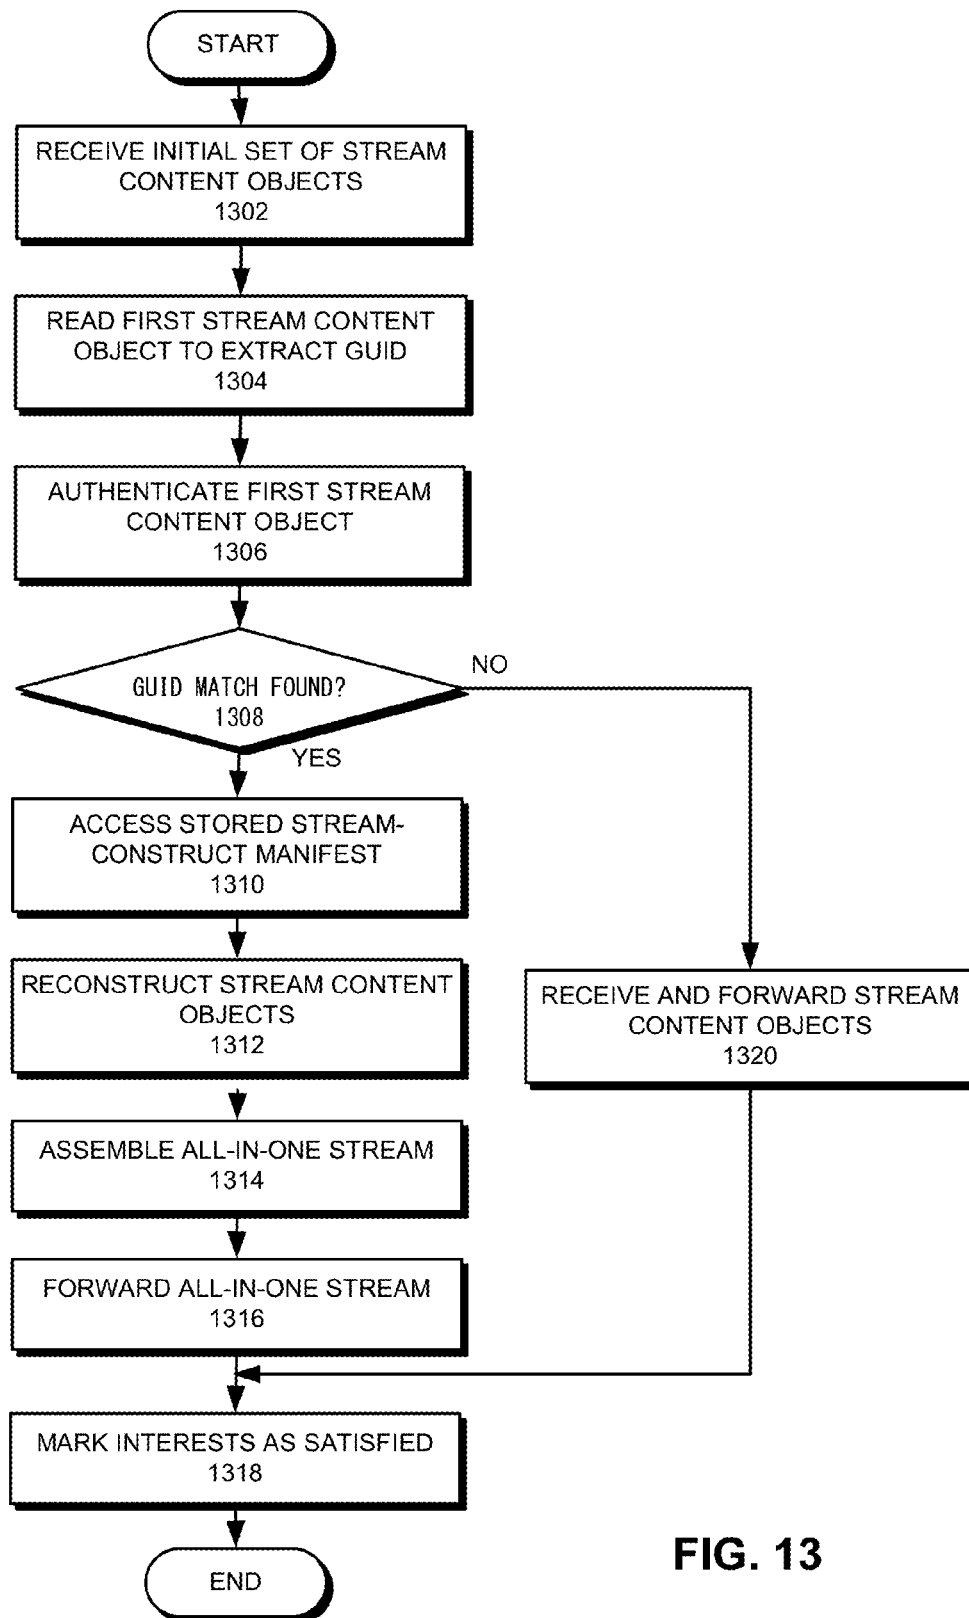 START
RECEIVE INITIAL SET OF STREAM
CONTENT OBJECTS
1302
READ FIRST STREAM CONTENT
OBJECT TO EXTRACT GUID
1304
AUTHENTICATE FIRST STREAM
CONTENT OBJECT
1306
GUID MATCH FOUND?
1308
NO
YES
ACCESS STORED STREAM-
CONSTRUCT MANIFEST
1310
RECONSTRUCT STREAM CONTENT
OBJECTS
1312
RECEIVE AND FORWARD STREAM
CONTENT OBJECTS
1320
ASSEMBLE ALL-IN-ONE STREAM
1314
FORWARD ALL-IN-ONE STREAM
1316
MARK INTERESTS AS SATISFIED
1318
END
FIG. 13